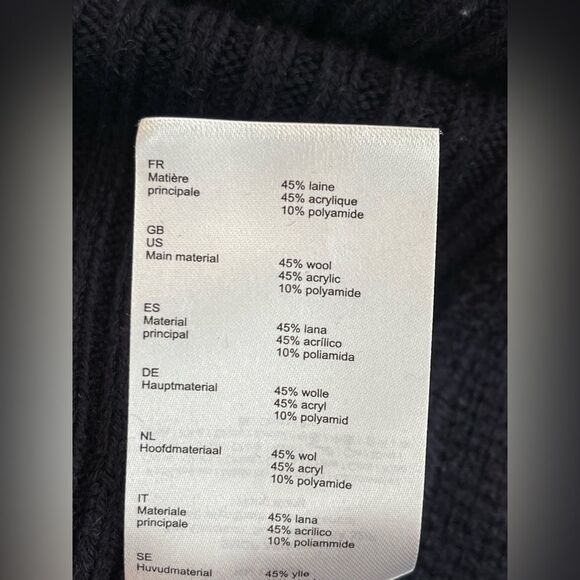 FR
Matière
principale
45% laine
45% acrylique
10% polyamide
GB
US
Main material
45% wool
45% acrylic
10% polyamide
ES
Material
principal
45% lana
45% acrílico
10% poliamida
DE
Hauptmaterial
45% wolle
45% acryl
10% polyamid
NL
Hoofdmateriaal
45% wol
45% acryl
10% polyamide
IT
Materiale
principale
45% lana
45% acrilico
10% poliammide
SE
Huvudmaterial
45% ylle